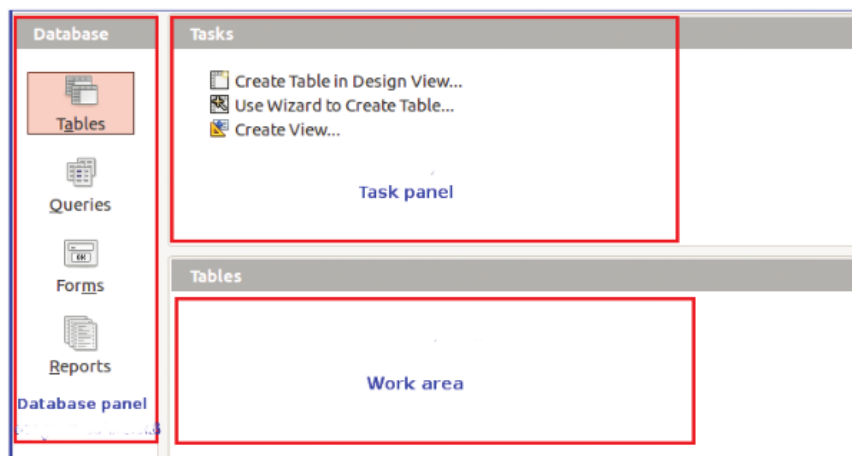 Database
Tables
Queries
Forms
Reports
Database panel
Tasks
Create Table in Design View...
Use Wizard to Create Table...
Create View...
Task panel
Tables
Work area